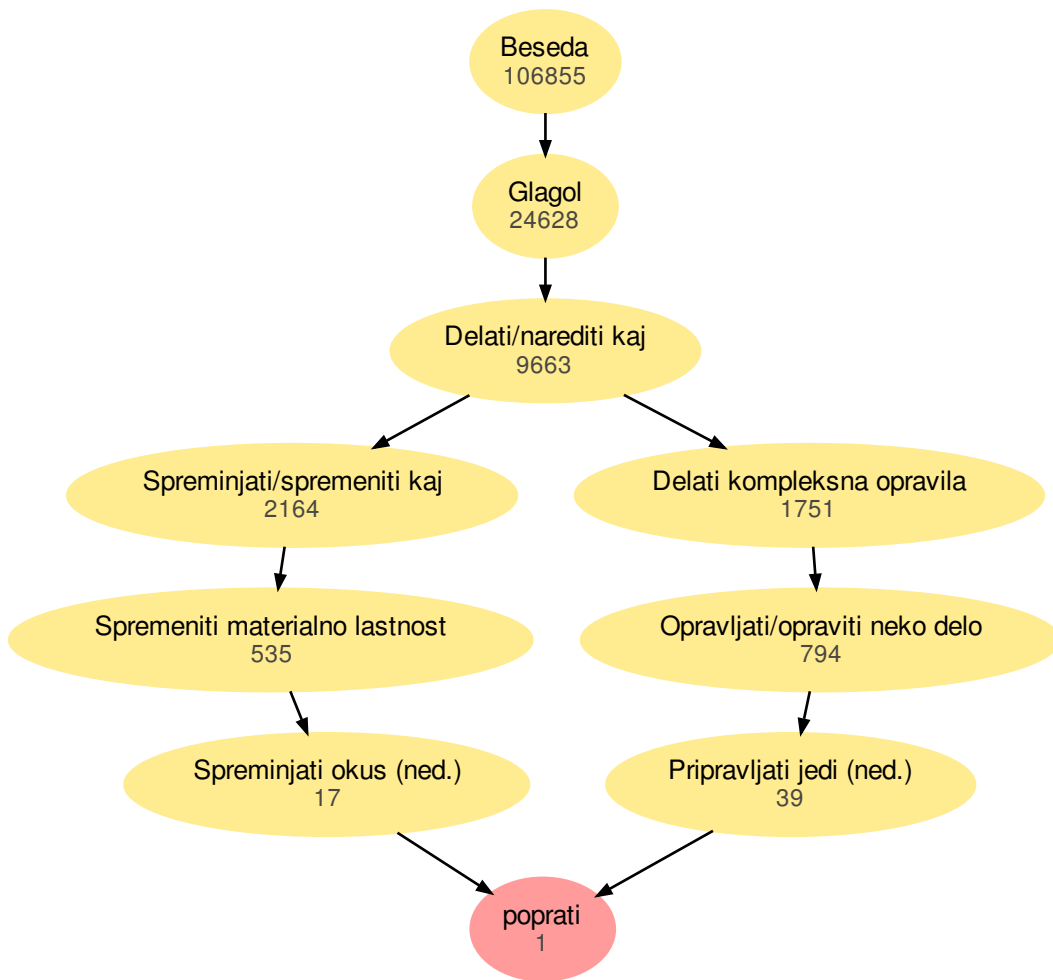 Beseda
106855
Glagol
24628
Delati/narediti kaj
9663
Spreminjati/spremeniti kaj
2164
Delati kompleksna opravila
1751
Spremeniti materialno lastnost
535
Opravljati/opraviti neko delo
794
Spreminjati okus (ned.)
17
Pripravljati jedi (ned.)
39
poprati
1